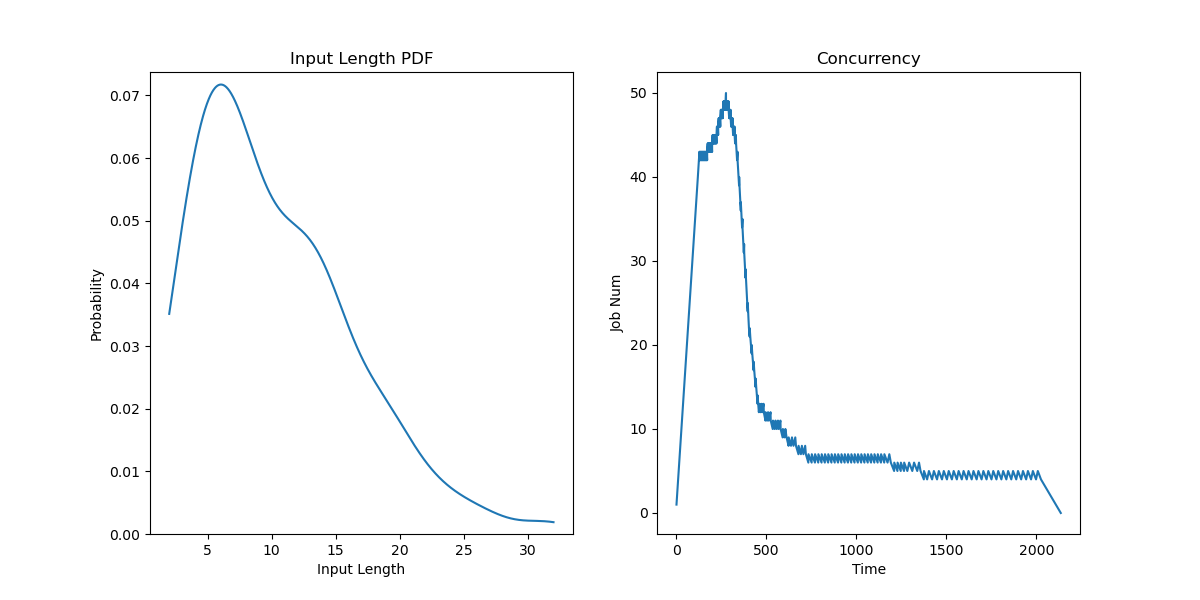 Input Length PDF
Probability
0.07
0.06
0.05
0.04
0.03
0.02
0.01
0.00
5 10 15 20 25 30
Input Length
Concurrency
Job Num
50
40
30
20
10
0
0 500 1000 1500 2000
Time